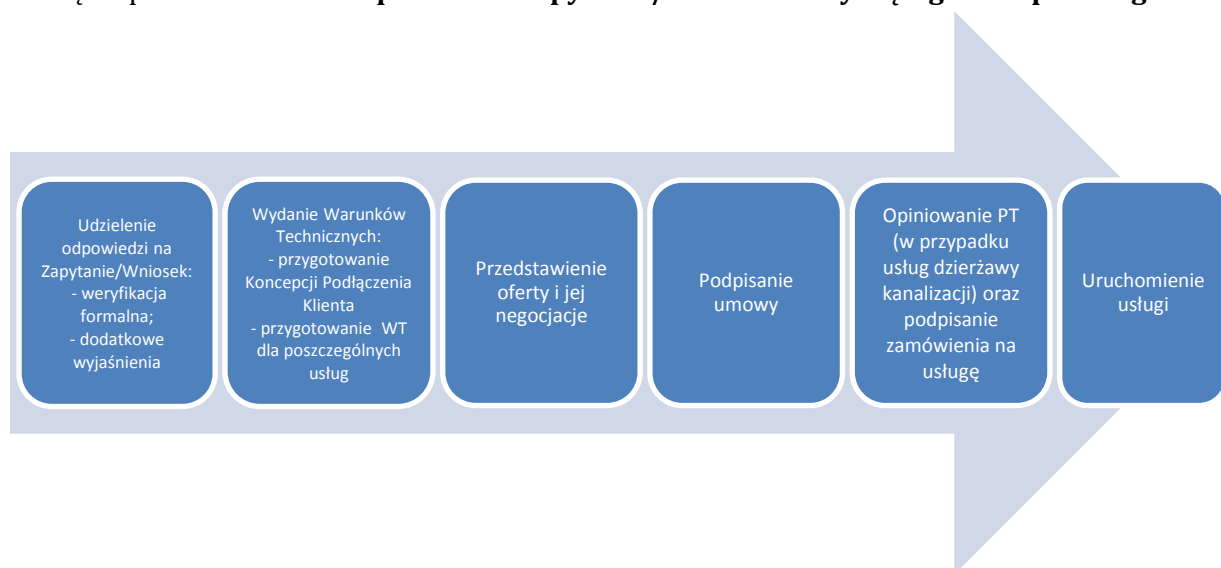 Udzielenie
odpowiedzi na
Zapytanie/Wniosek:
- weryfikacja
formalna;
- dodatkowe
wyjaśnienia
Wydanie Warunków
Technicznych:
- przygotowanie
Koncepcji Podłączenia
Klienta
- przygotowanie WT
dla poszczególnych
usług
Przedstawienie
oferty i jej
negocjacje
Podpisanie
umowy
Opiniowanie PT
(w przypadku
usług dzierżawy
kanalizacji) oraz
podpisanie
zamówienia na
usługę
Uruchomienie
usługi